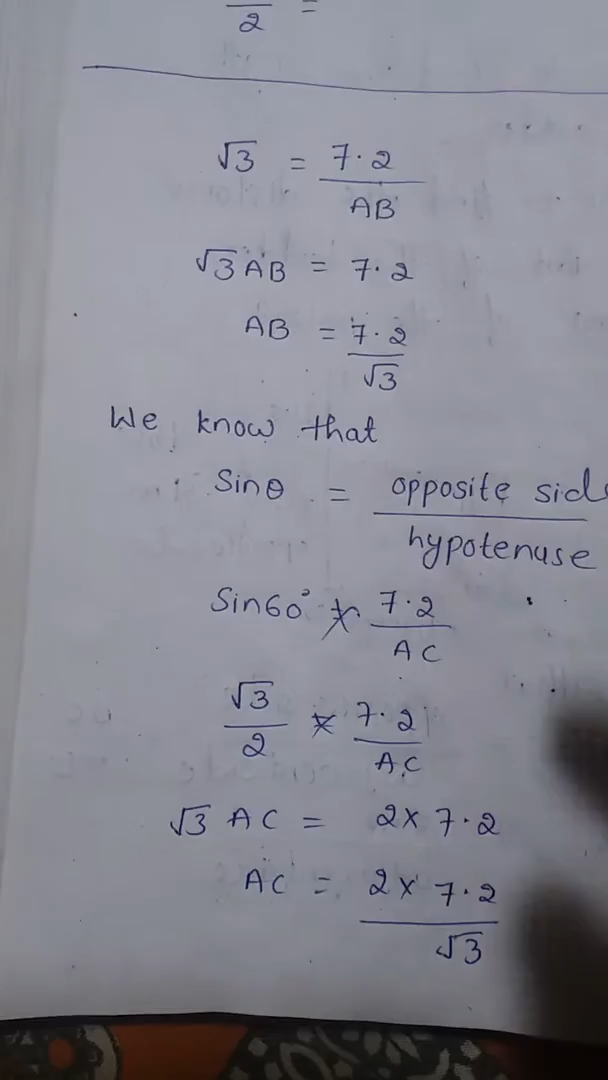 2 =
√3 = 7.2 / AB
√3 AB = 7.2
AB = 7.2 / √3
We know that
Sinθ = opposite side / hypotenuse
Sin60° = 7.2 / AC
√3 / 2 = 7.2 / AC
√3 AC = 2 × 7.2
AC = 2 × 7.2 / √3